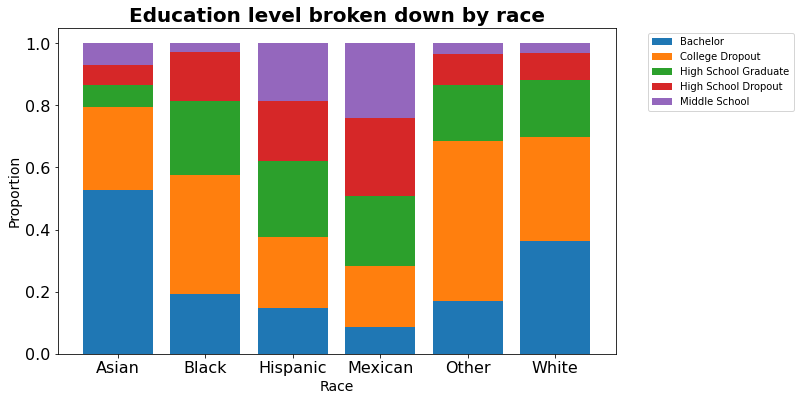 Education level broken down by race
Bachelor
College Dropout
High School Graduate
High School Dropout
Middle School
Proportion
1.0
0.8
0.6
0.4
0.2
0.0
Asian Black Hispanic Mexican Other White
Race